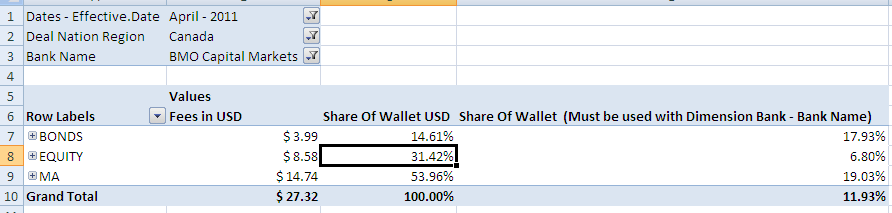 1 Dates - Effective.Date April - 2011
2 Deal Nation Region Canada
3 Bank Name BMO Capital Markets
4
5 Values
6 Row Labels Fees in USD Share Of Wallet USD Share Of Wallet (Must be used with Dimension Bank - Bank Name)
7 BONDS $ 3.99 14.61% 17.93%
8 EQUITY $ 8.58 31.42% 6.80%
9 MA $ 14.74 53.96% 19.03%
10 Grand Total $ 27.32 100.00% 11.93%